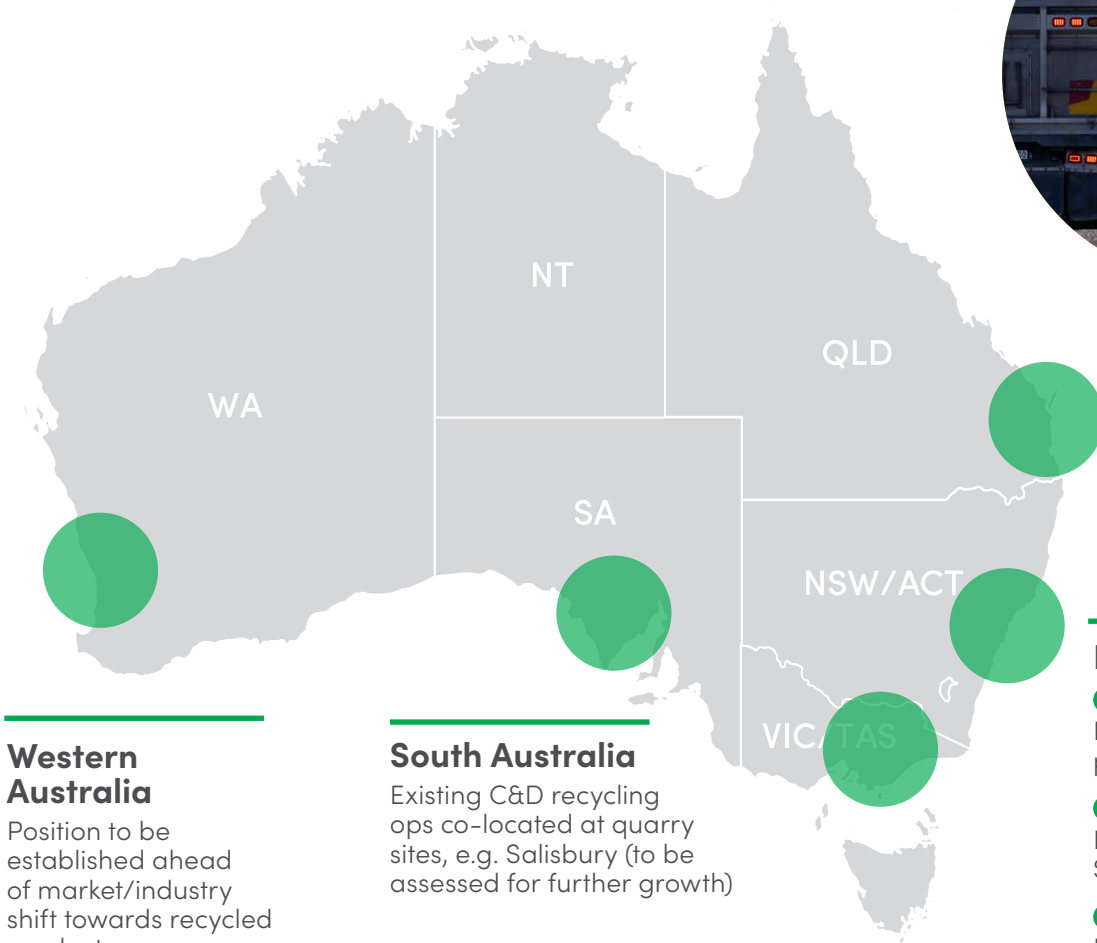 NT
QLD
WA
SA
NSW/ACT
VIC/TAS
Western
Australia
Position to be
established ahead
of market/industry
shift towards recycled
South Australia
Existing C&D recycling
ops co-located at quarry
sites, e.g. Salisbury (to be
assessed for further growth)